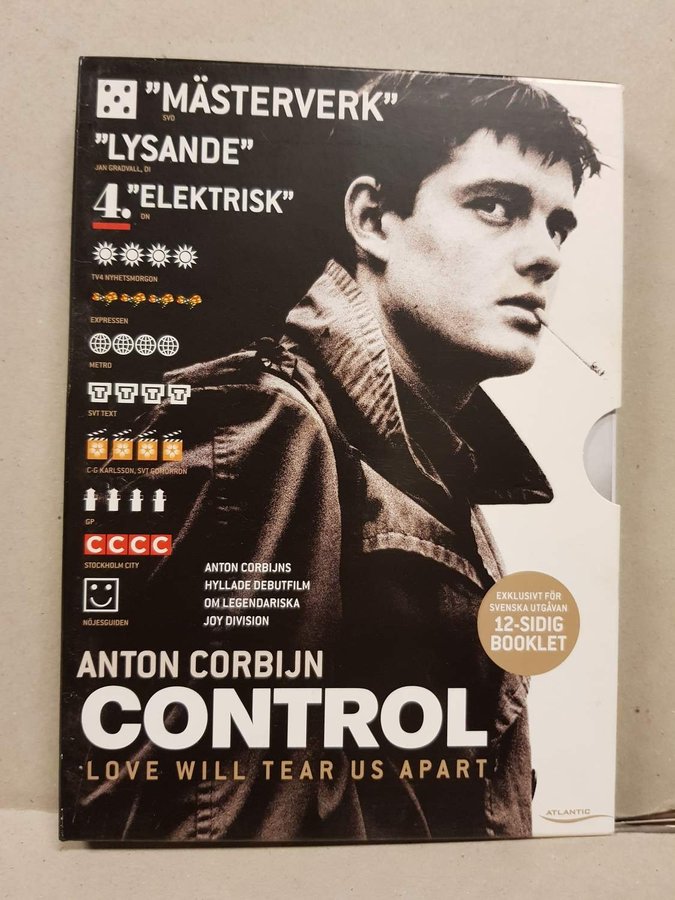 "MÄSTERVERK"
SVD
"LYSANDE"
JAN GRADVALL, DI
4. "ELEKTRISK"
DN
TV4 NYHETSMORGON
EXPRESSEN
METRO
T T T T
SVT TEXT
C-G KARLSSON, SVT GOMORRON
GP
C C C C
STOCKHOLM CITY
NÖJESGUIDEN
ANTON CORBIJNS
HYLLADE DEBUTFILM
OM LEGENDARISKA
JOY DIVISION
EXKLUSIVT FÖR
SVENSKA UTGÅVAN
12-SIDIG
BOOKLET
ANTON CORBIJN
CONTROL
LOVE WILL TEAR US APART
ATLANTIC